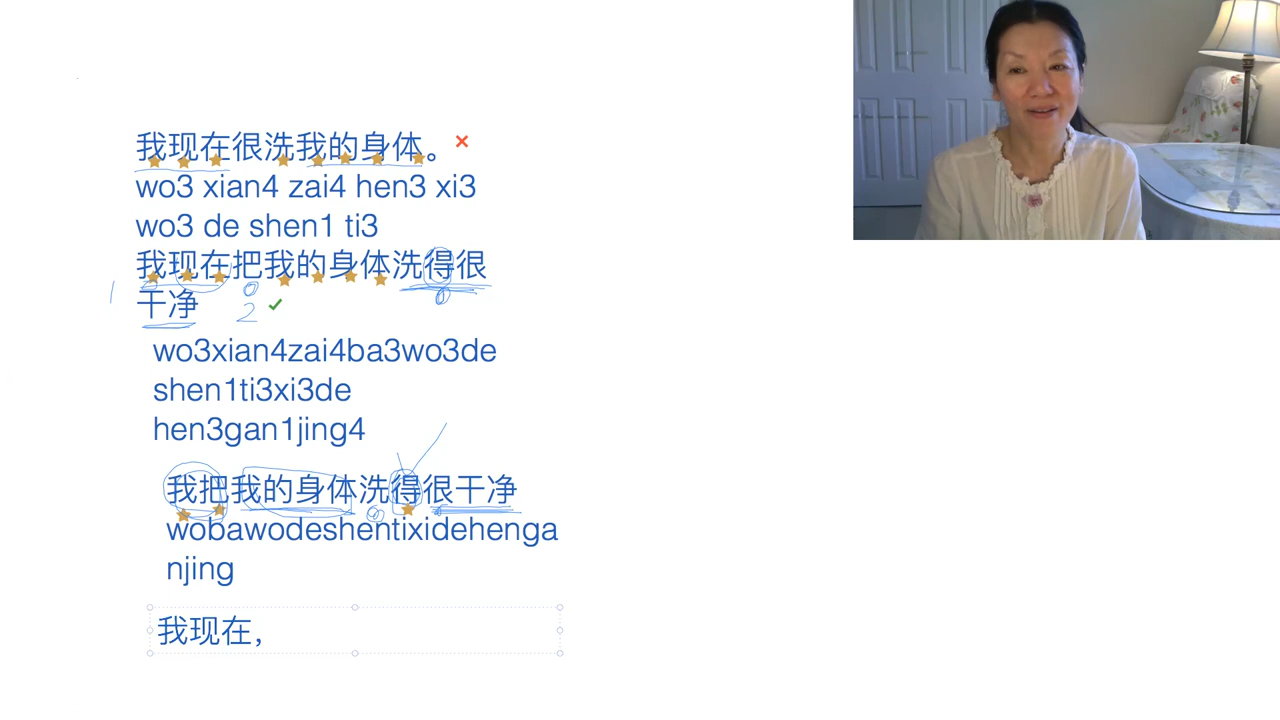 我现在很洗我的身体。
wo3 xian4 zai4 hen3 xi3
wo3 de shen1 ti3
我现在把我的身体洗得很
干净
2
wo3xian4zai4ba3wo3de
shen1ti3xi3de
hen3gan1jing4
我把我的身体洗得很干净
wobawodeshentixidehenga
njing
我现在，